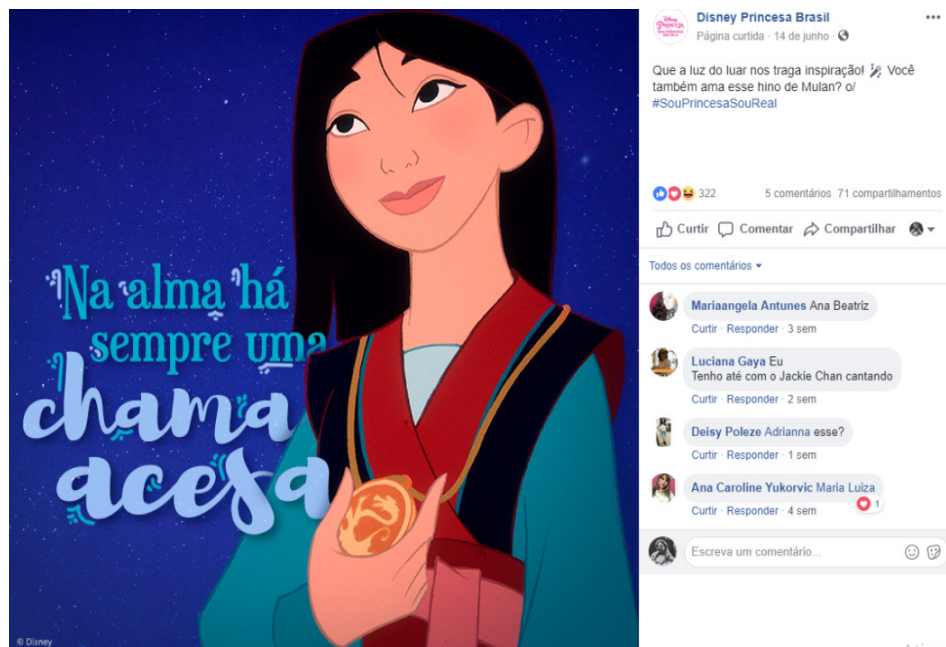 Na alma há
sempre uma
chama
acesa
© Disney
Disney Princesa Brasil
Página curtida · 14 de junho ·
Que a luz do luar nos traga inspiração! Você
também ama esse hino de Mulan? o/
#SouPrincesaSouReal
322
5 comentários 71 compartilhamentos
Curtir Comentar Compartilhar
Todos os comentários
Mariaangela Antunes Ana Beatriz
Curtir · Responder · 3 sem
Luciana Gaya Eu
Tenho até com o Jackie Chan cantando
Curtir · Responder · 2 sem
Deisy Poleze Adrianna esse?
Curtir · Responder · 1 sem
Ana Caroline Yukorvic Maria Luiza
1
Curtir · Responder · 4 sem
Escreva um comentário...